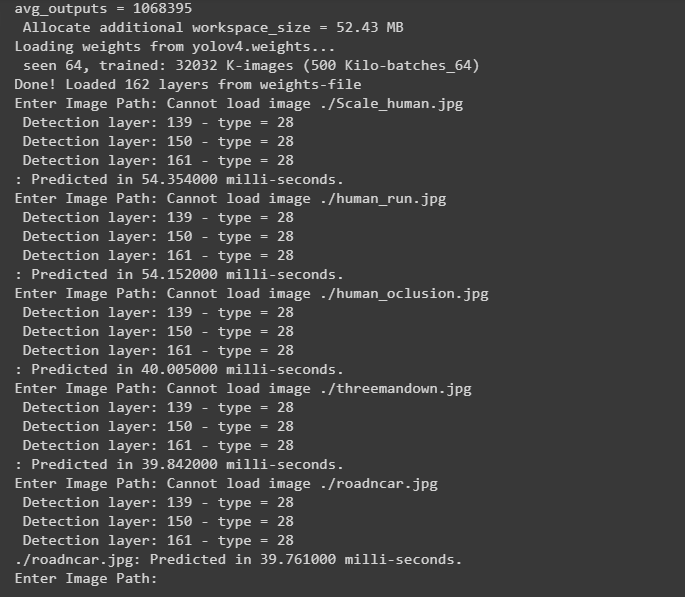 avg_outputs = 1068395
Allocate additional workspace_size = 52.43 MB
Loading weights from yolov4.weights...
seen 64, trained: 32032 K-images (500 Kilo-batches_64)
Done! Loaded 162 layers from weights-file
Enter Image Path: Cannot load image ./Scale_human.jpg
Detection layer: 139 - type = 28
Detection layer: 150 - type = 28
Detection layer: 161 - type = 28
: Predicted in 54.354000 milli-seconds.
Enter Image Path: Cannot load image ./human_run.jpg
Detection layer: 139 - type = 28
Detection layer: 150 - type = 28
Detection layer: 161 - type = 28
: Predicted in 54.152000 milli-seconds.
Enter Image Path: Cannot load image ./human_oclusion.jpg
Detection layer: 139 - type = 28
Detection layer: 150 - type = 28
Detection layer: 161 - type = 28
: Predicted in 40.005000 milli-seconds.
Enter Image Path: Cannot load image ./threemandown.jpg
Detection layer: 139 - type = 28
Detection layer: 150 - type = 28
Detection layer: 161 - type = 28
: Predicted in 39.842000 milli-seconds.
Enter Image Path: Cannot load image ./roadncar.jpg
Detection layer: 139 - type = 28
Detection layer: 150 - type = 28
Detection layer: 161 - type = 28
./roadncar.jpg: Predicted in 39.761000 milli-seconds.
Enter Image Path: